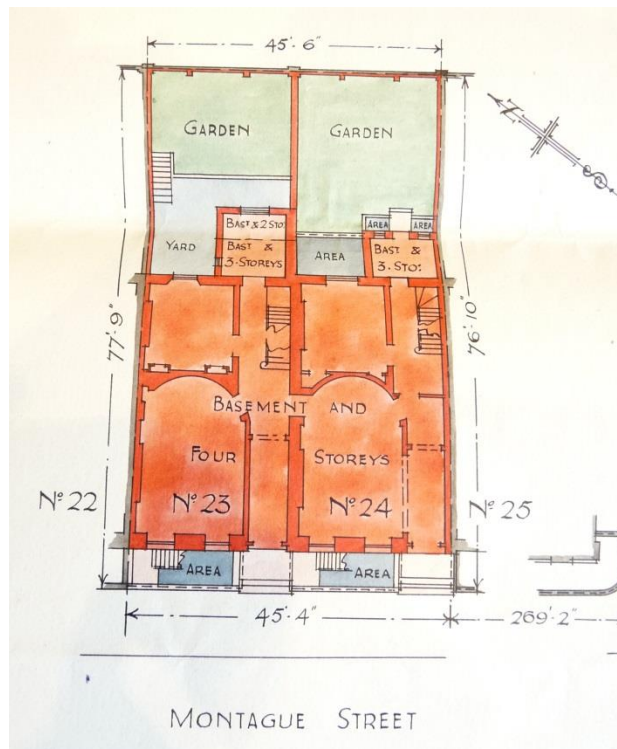 45'·6"
N
S
GARDEN
GARDEN
BAST & 2 STO:
AREA
AREA
YARD
BAST &
3·STOREYS
AREA
BAST &
3·STO:
77'·9"
76'·10"
BASEMENT AND
FOUR STOREYS
Nº 22
Nº 23
Nº 24
Nº 25
AREA
AREA
45'·4"
269'·2"
MONTAGUE STREET